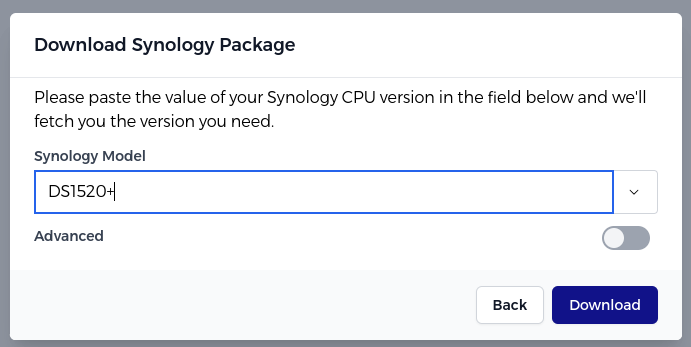 Download Synology Package
Please paste the value of your Synology CPU version in the field below and we'll
fetch you the version you need.
Synology Model
DS1520+
Advanced
Back
Download